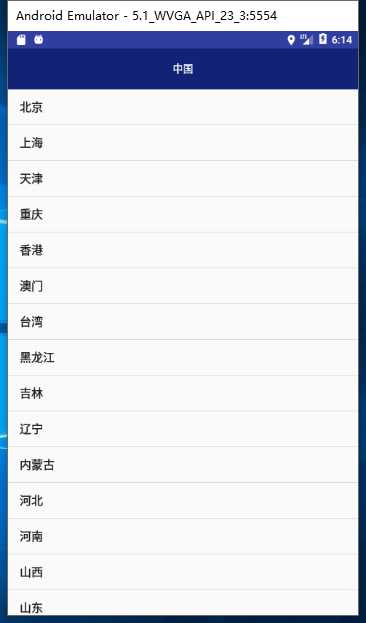 Android Emulator - 5.1_WVGA_API_23_3:5554
6:14
中国
北京
上海
天津
重庆
香港
澳门
台湾
黑龙江
吉林
辽宁
内蒙古
河北
河南
山西
山东